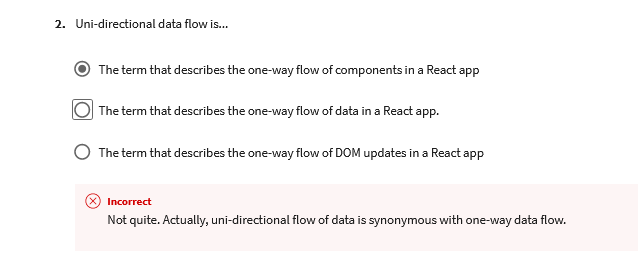 2. Uni-directional data flow is...
The term that describes the one-way flow of components in a React app
The term that describes the one-way flow of data in a React app.
The term that describes the one-way flow of DOM updates in a React app
Incorrect
Not quite. Actually, uni-directional flow of data is synonymous with one-way data flow.